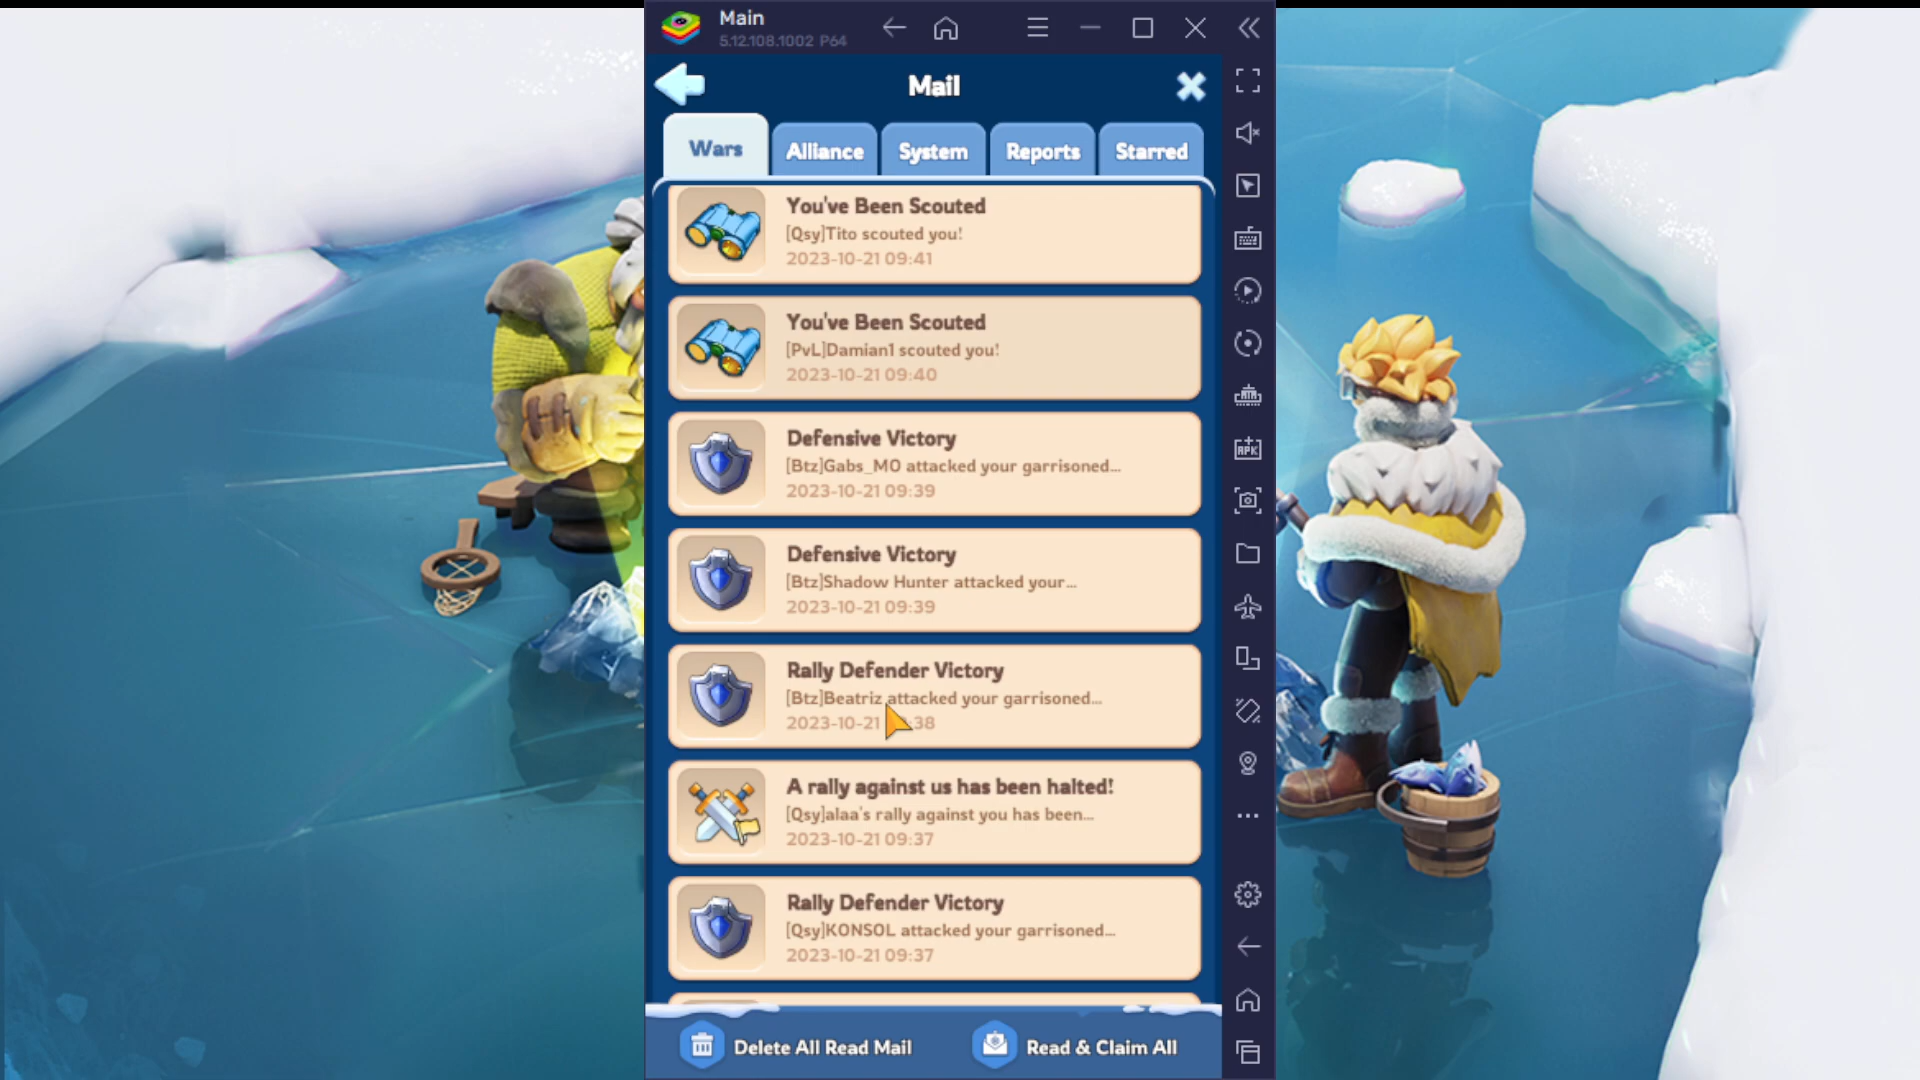 Main
5.12.108.1002 P64
Mail
Wars
Alliance
System
Reports
Starred
You've Been Scouted
[Qsy]Tito scouted you!
2023-10-21 09:41
You've Been Scouted
[PvL]Damian1 scouted you!
2023-10-21 09:40
Defensive Victory
[Btz]Gabs_MO attacked your garrisoned...
2023-10-21 09:39
Defensive Victory
[Btz]Shadow Hunter attacked your...
2023-10-21 09:39
Rally Defender Victory
[Btz]Beatriz attacked your garrisoned...
2023-10-21 38
A rally against us has been halted!
[Qsy]alaa's rally against you has been...
2023-10-21 09:37
Rally Defender Victory
[Qsy]KONSOL attacked your garrisoned...
2023-10-21 09:37
Delete All Read Mail
Read & Claim All
APK